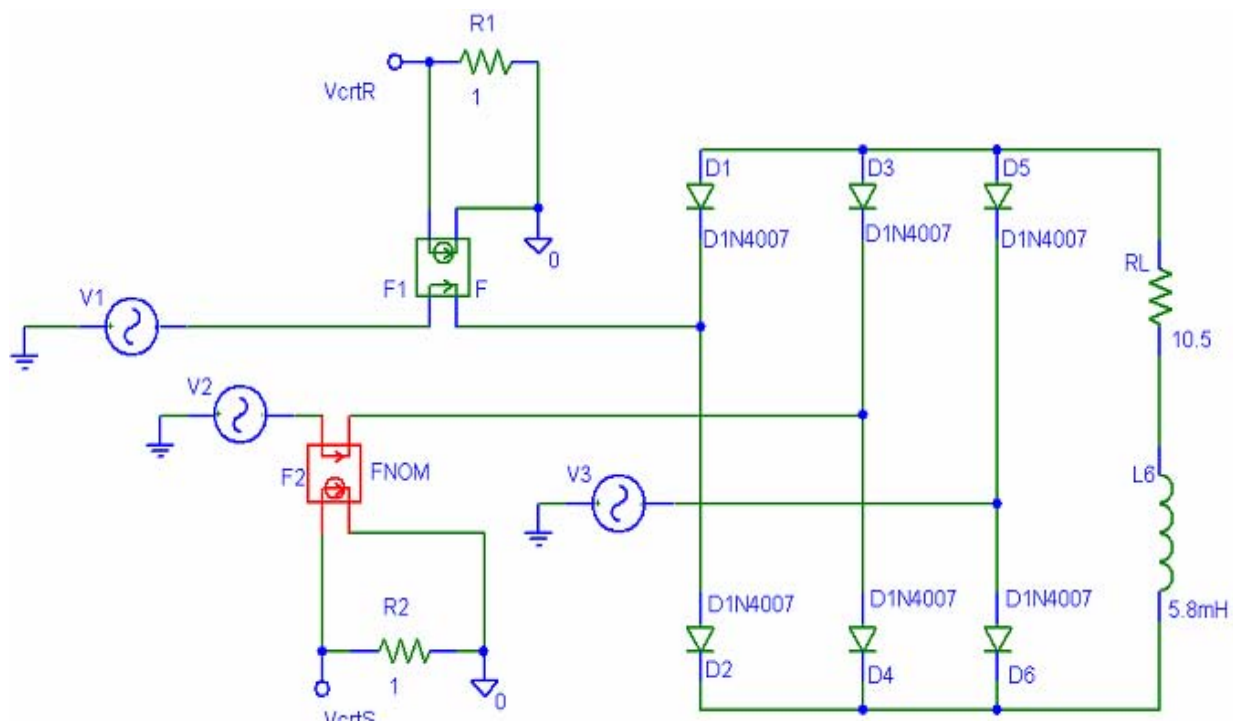 R1
VcrtR
1
D1
D3
D5
D1N4007
D1N4007
D1N4007
0
F1
F
RL
V1
10.5
V2
F2
FNOM
V3
L6
D1N4007
D1N4007
D1N4007
5.8mH
R2
D2
D4
D6
1
0
VcrtS